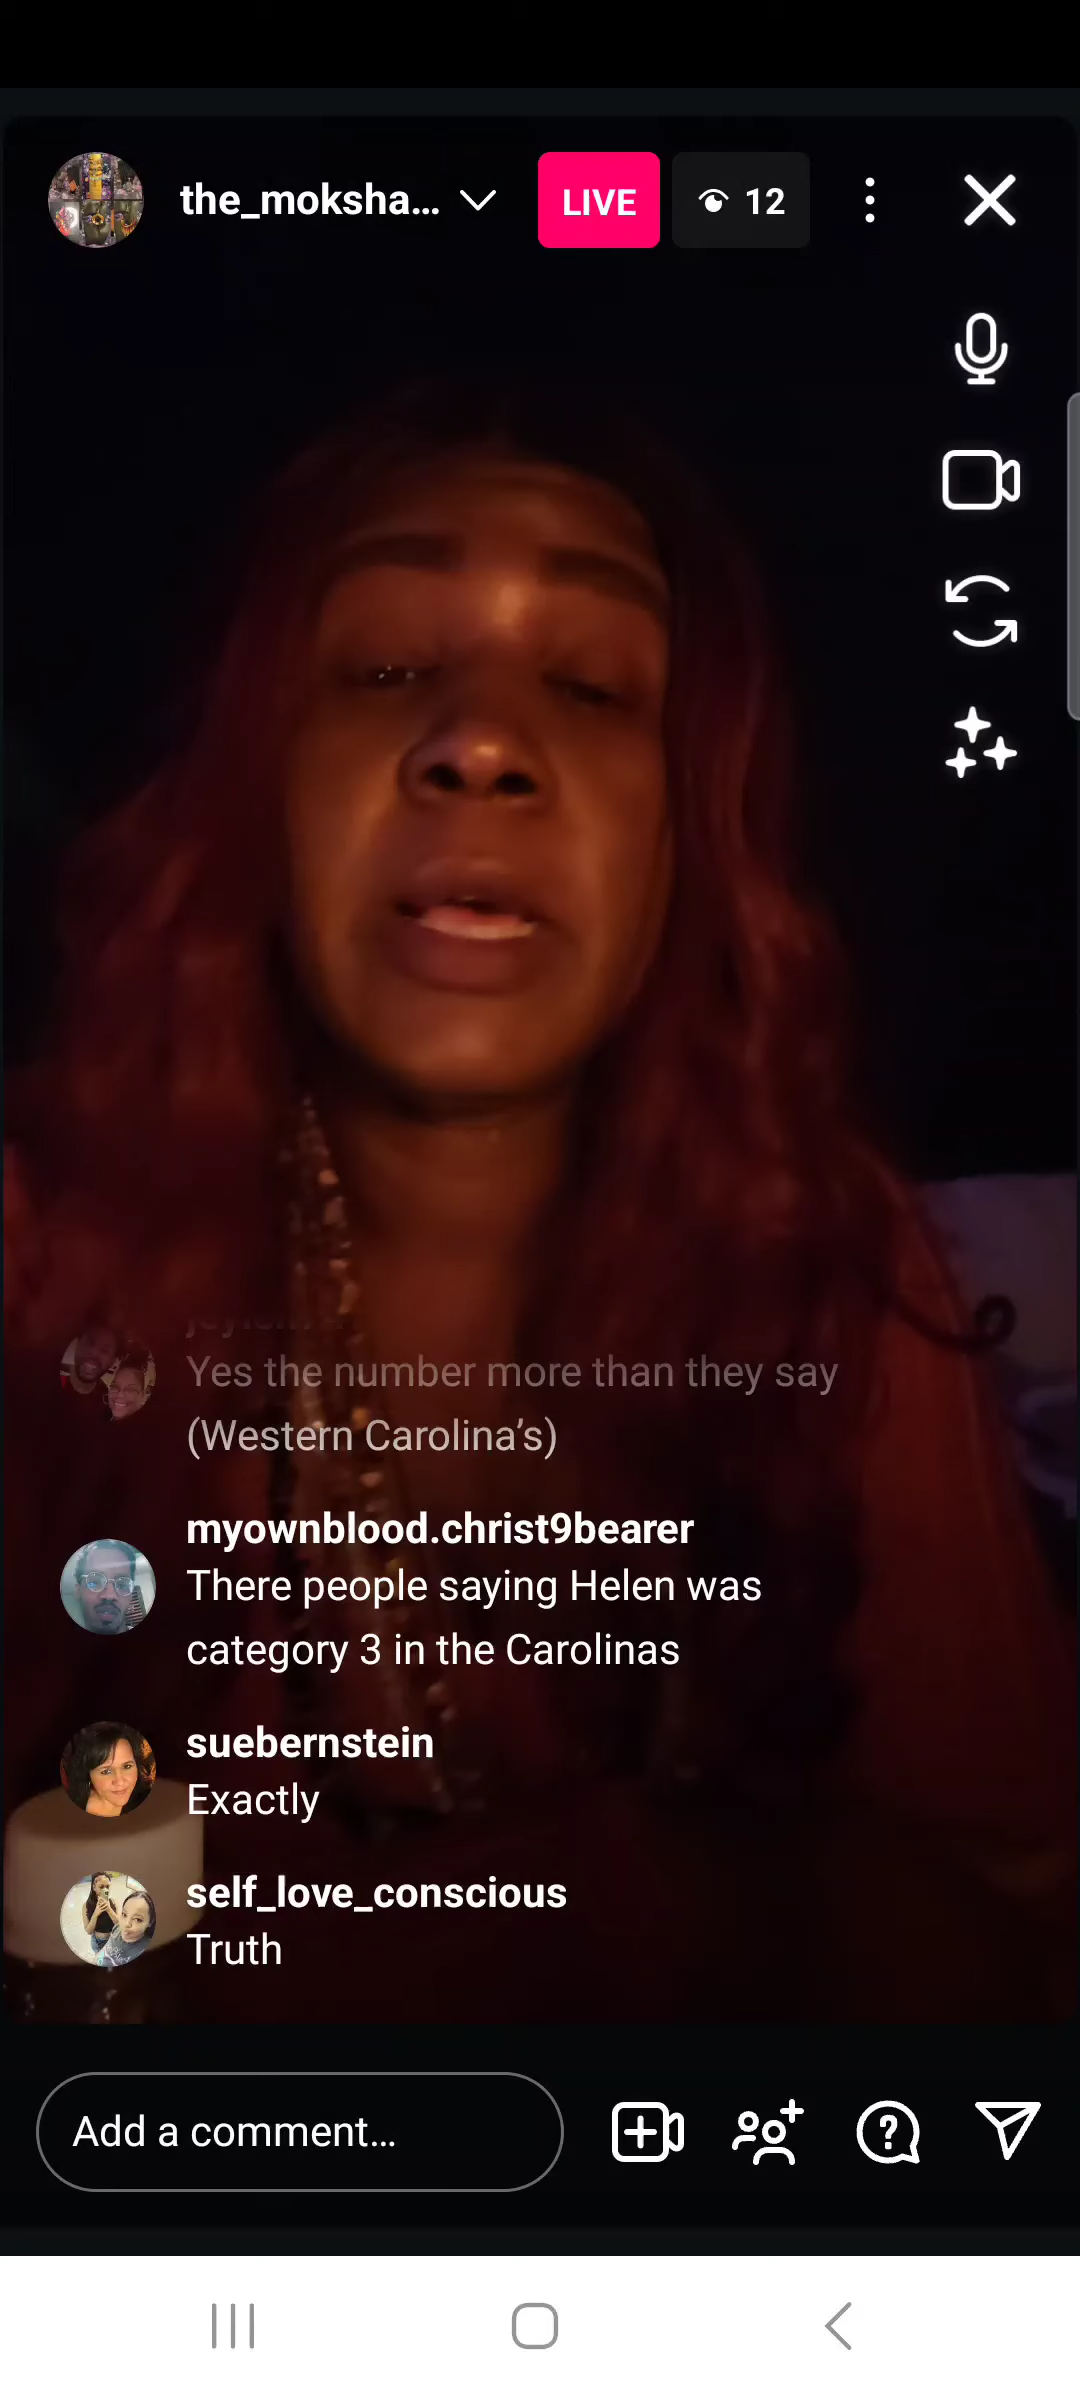 the_moksha...
LIVE
12
Yes the number more than they say
(Western Carolina’s)
myownblood.christ9bearer
There people saying Helen was
category 3 in the Carolinas
suebernstein
Exactly
self_love_conscious
Truth
Add a comment...